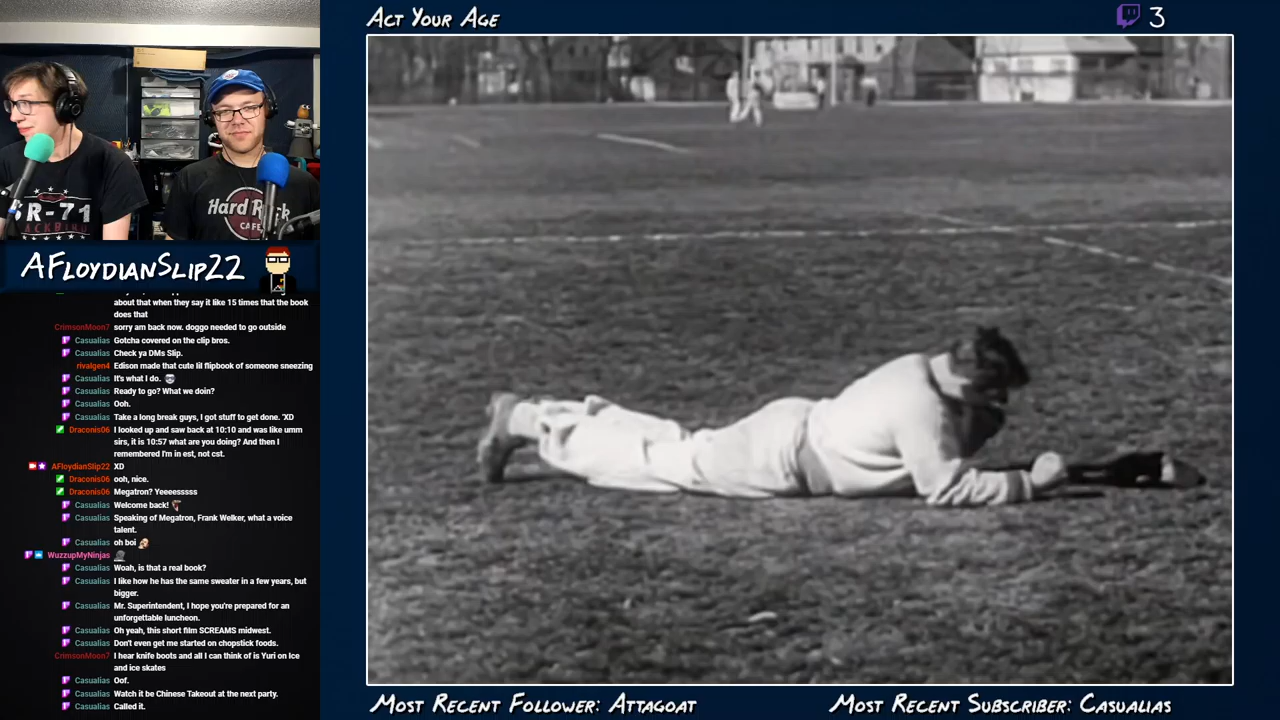 Act Your Age
3
SR-71
BLACKBIRD
Hard Rock
CAFE
AFloydianSlip22
about that when they say it like 15 times that the book
does that
CrimsonMoon7 sorry am back now. doggo needed to go outside
Casualias Gotcha covered on the clip bros.
Casualias Check ya DMs Slip.
rivalgen4 Edison made that cute lil flipbook of someone sneezing
Casualias It's what I do.
Casualias Ready to go? What we doin?
Casualias Ooh.
Casualias Take a long break guys, I got stuff to get done. 'XD
Draconis06 I looked up and saw back at 10:10 and was like umm
sirs, it is 10:57 what are you doing? And then I
remembered I'm in est, not cst.
AFloydianSlip22 XD
Draconis06 ooh, nice.
Draconis06 Megatron? Yeeeesssss
Casualias Welcome back!
Casualias Speaking of Megatron, Frank Welker, what a voice
talent.
Casualias oh boi
WuzzupMyNinjas
Casualias Woah, is that a real book?
Casualias I like how he has the same sweater in a few years, but
bigger.
Casualias Mr. Superintendent, I hope you're prepared for an
unforgettable luncheon.
Casualias Oh yeah, this short film SCREAMS midwest.
Casualias Don't even get me started on chopstick foods.
CrimsonMoon7 I hear knife boots and all I can think of is Yuri on Ice
and ice skates
Casualias Oof.
Casualias Watch it be Chinese Takeout at the next party.
Casualias Called it.
Most Recent Follower: Attagoat
Most Recent Subscriber: Casualias